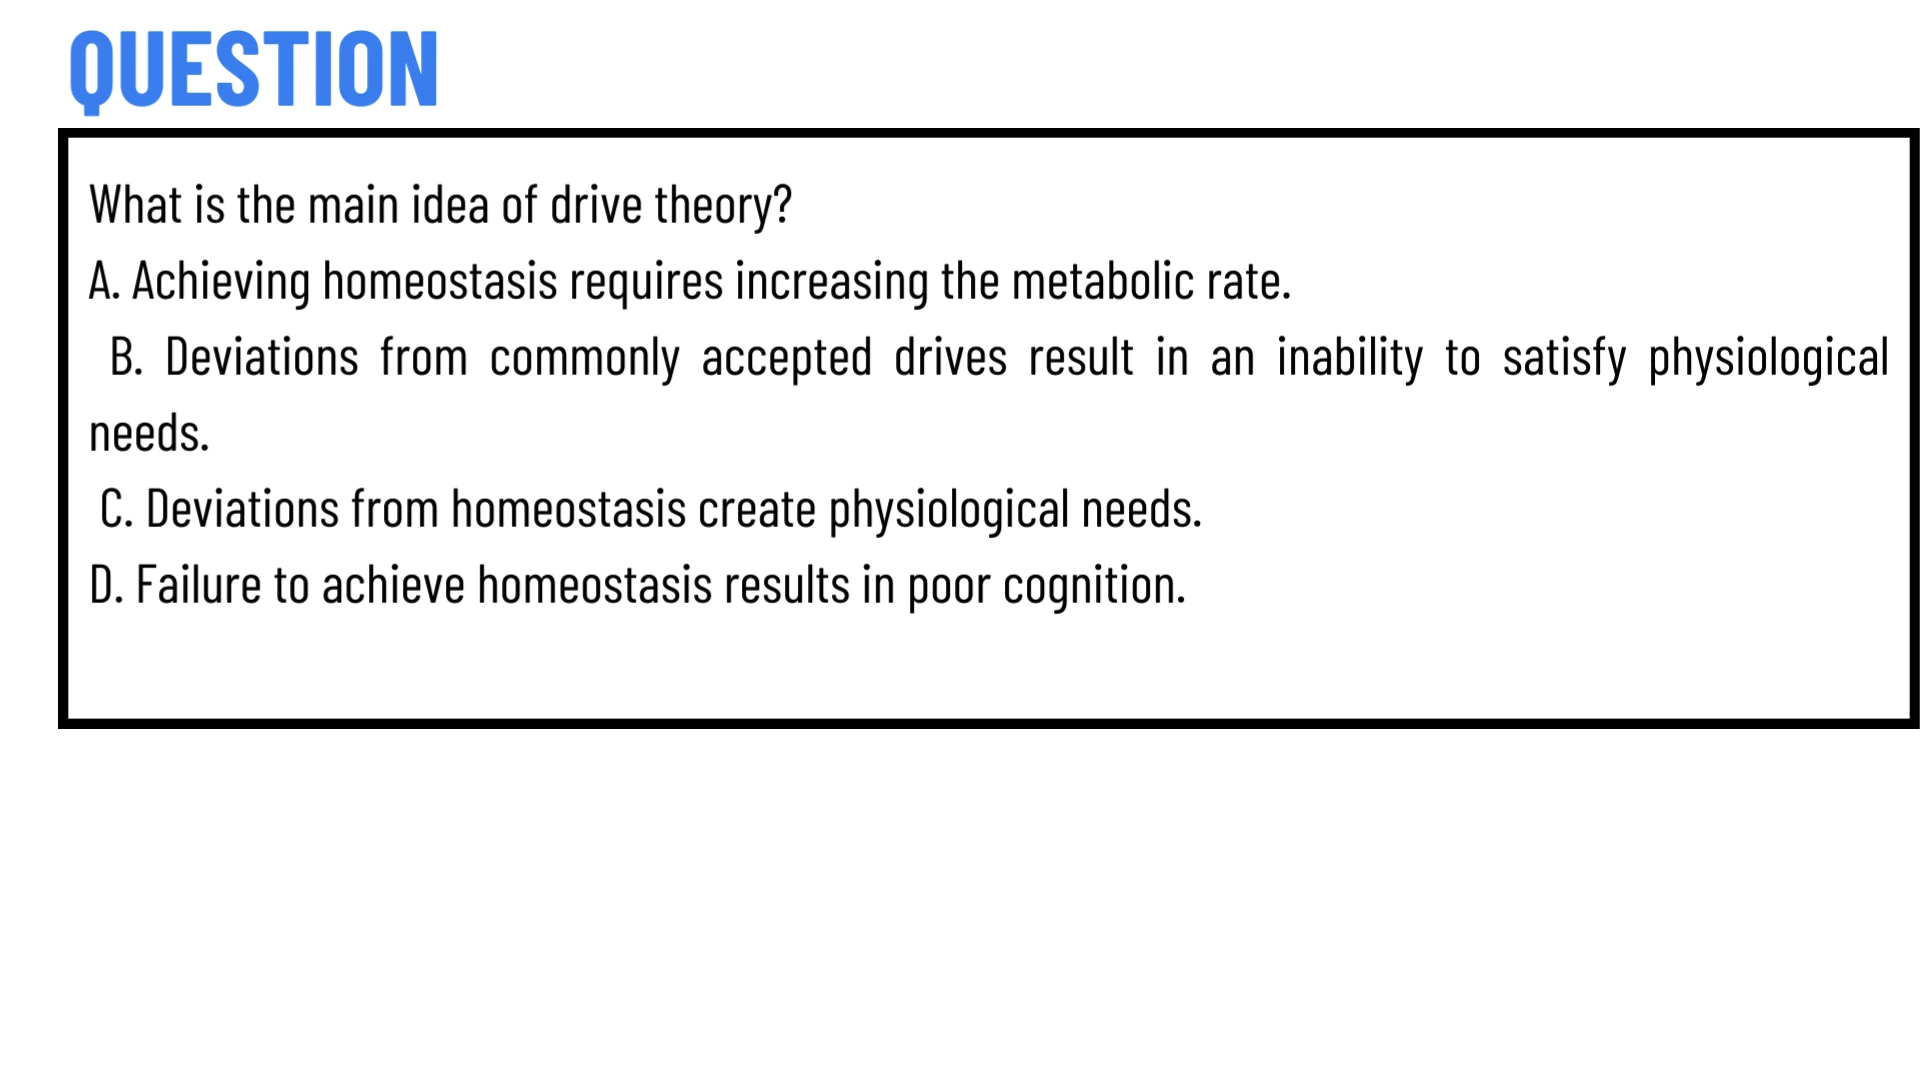 QUESTION
What is the main idea of drive theory?
A. Achieving homeostasis requires increasing the metabolic rate.
B. Deviations from commonly accepted drives result in an inability to satisfy physiological
needs.
C. Deviations from homeostasis create physiological needs.
D. Failure to achieve homeostasis results in poor cognition.